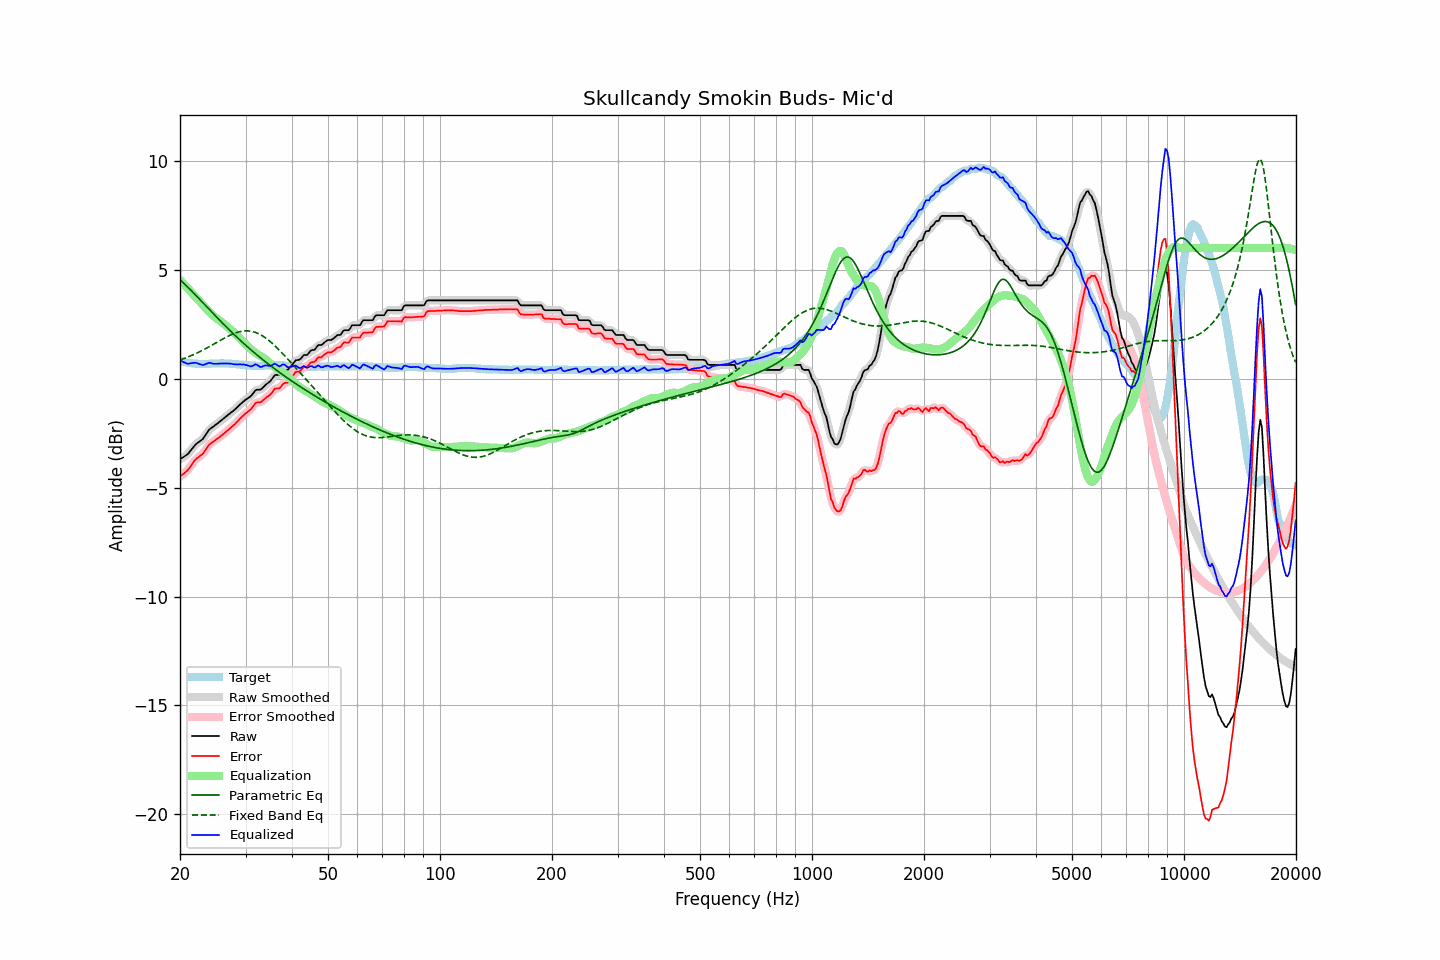 Skullcandy Smokin Buds- Mic'd
Amplitude (dBr)
10
5
0
−5
−10
−15
−20
Target
Raw Smoothed
Error Smoothed
Raw
Error
Equalization
Parametric Eq
Fixed Band Eq
Equalized
20 50 100 200 500 1000 2000 5000 10000 20000
Frequency (Hz)